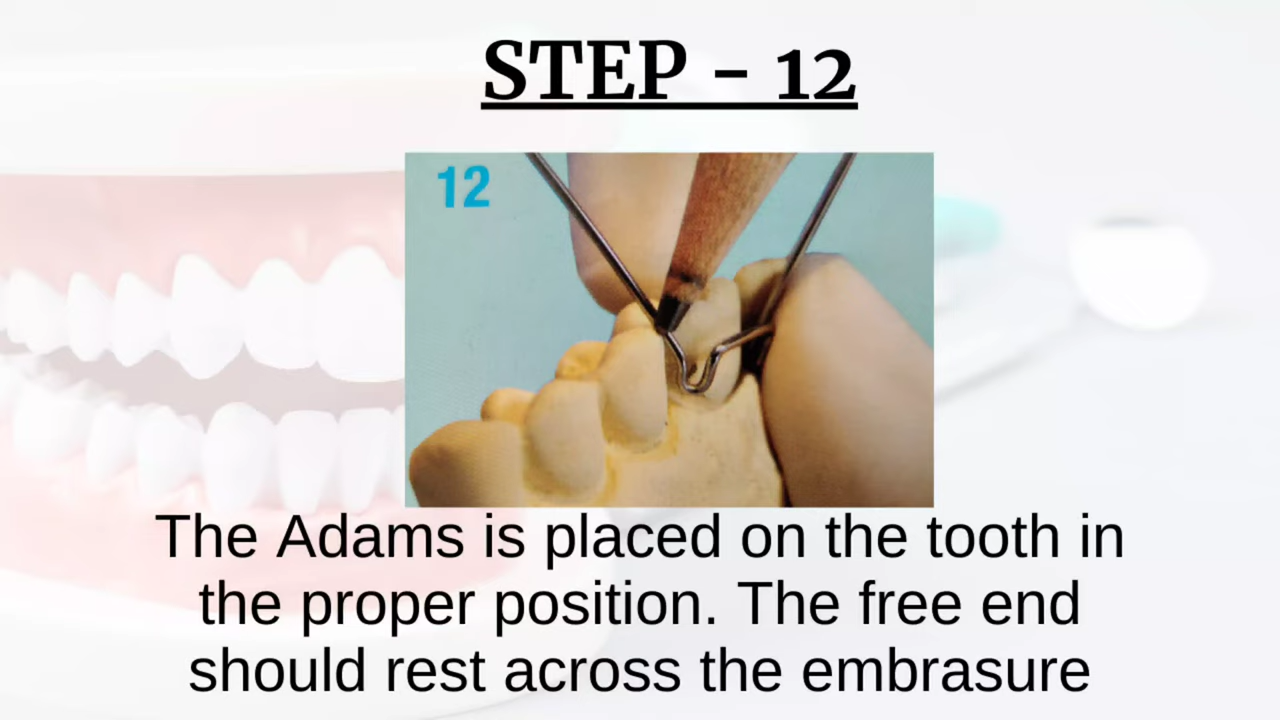 STEP - 12
12
The Adams is placed on the tooth in
the proper position. The free end
should rest across the embrasure